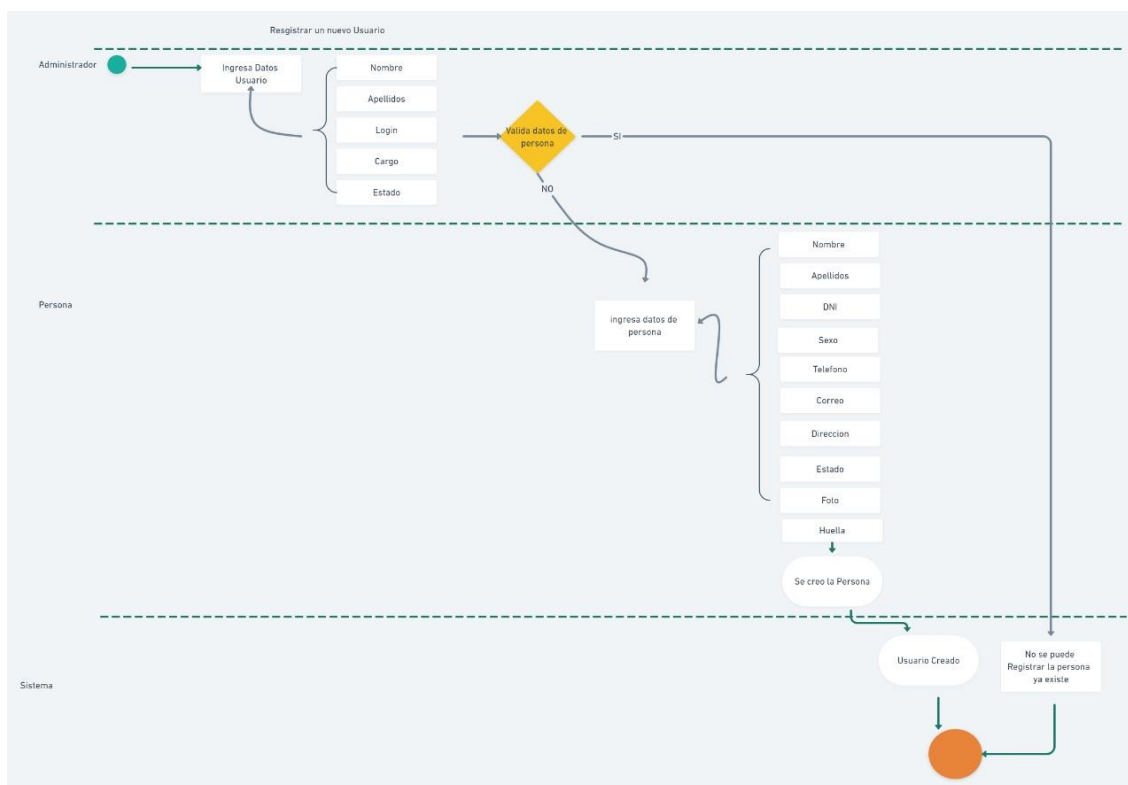 Resgistrar un nuevo Usuario
Administrador
Ingresa Datos
Usuario
Nombre
Apellidos
Login
Cargo
Estado
Valida datos de
persona
SI
NO
Persona
ingresa datos de
persona
Nombre
Apellidos
DNI
Sexo
Telefono
Correo
Direccion
Estado
Foto
Huella
Se creo la Persona
Sistema
Usuario Creado
No se puede
Registrar la persona
ya existe